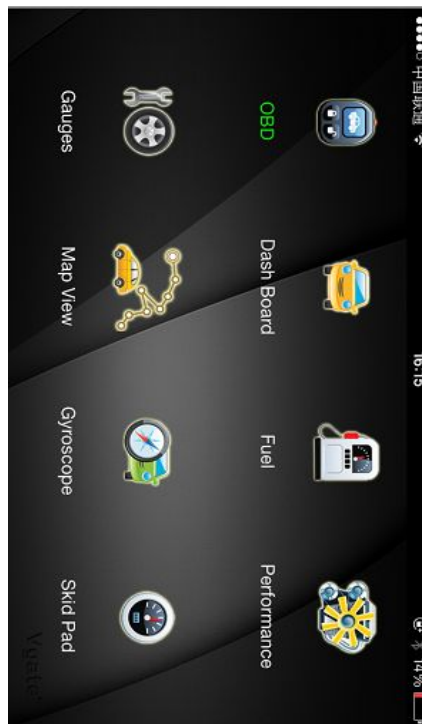 中国联通 16:15 14%
OBD Dash Board Fuel Performance
Gauges Map View Gyroscope Skid Pad
Vgate